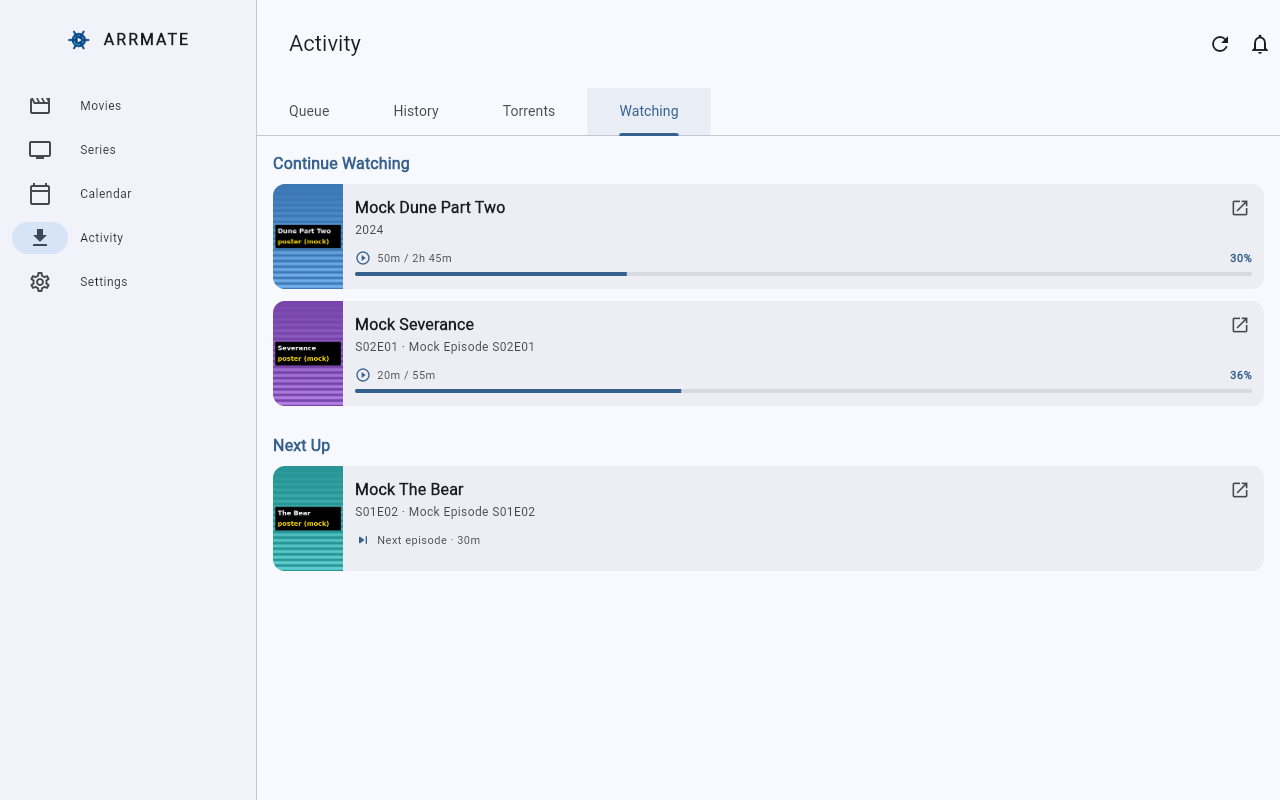 ARRMATE
Movies
Series
Calendar
Activity
Settings
Activity
Queue
History
Torrents
Watching
Continue Watching
Dune Part Two
poster (mock)
Mock Dune Part Two
2024
50m / 2h 45m
30%
Severance
poster (mock)
Mock Severance
S02E01 · Mock Episode S02E01
20m / 55m
36%
Next Up
The Bear
poster (mock)
Mock The Bear
S01E02 · Mock Episode S01E02
Next episode · 30m